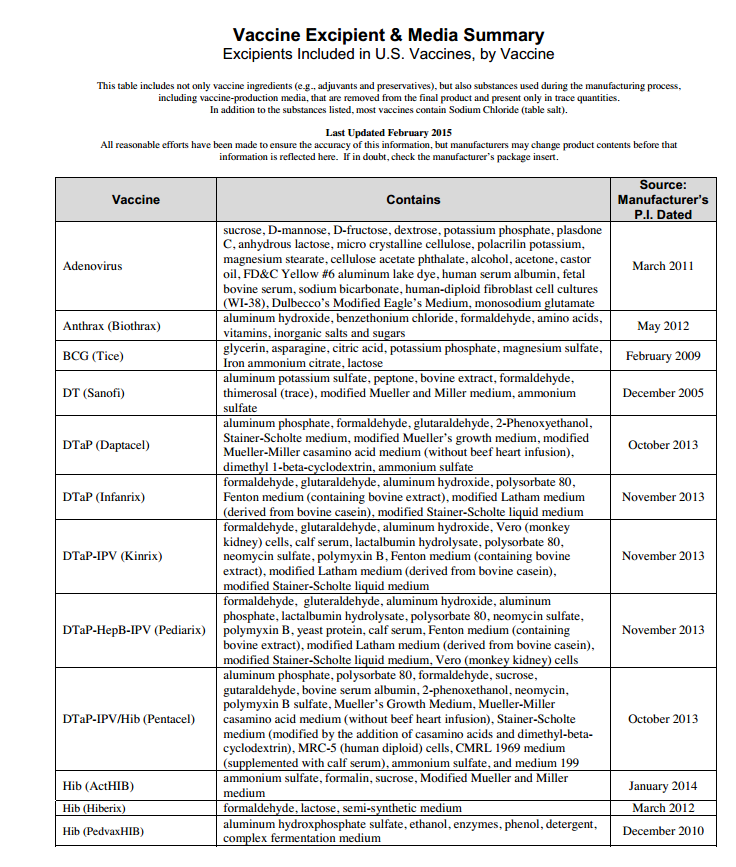 Vaccine Excipient & Media Summary
Excipients Included in U.S. Vaccines, by Vaccine
This table includes not only vaccine ingredients (e.g., adjuvants and preservatives), but also substances used during the manufacturing process,
including vaccine-production media, that are removed from the final product and present only in trace quantities.
In addition to the substances listed, most vaccines contain Sodium Chloride (table salt).
Last Updated February 2015
All reasonable efforts have been made to ensure the accuracy of this information, but manufacturers may change product contents before that
information is reflected here. If in doubt, check the manufacturer's package insert.
Vaccine
Contains
Source:
Manufacturer's
P.I. Dated
Adenovirus
sucrose, D-mannose, D-fructose, dextrose, potassium phosphate, plasdone
C, anhydrous lactose, micro crystalline cellulose, polacrilin potassium,
magnesium stearate, cellulose acetate phthalate, alcohol, acetone, castor
oil, FD&C Yellow #6 aluminum lake dye, human serum albumin, fetal
bovine serum, sodium bicarbonate, human-diploid fibroblast cell cultures
(WI-38), Dulbecco's Modified Eagle's Medium, monosodium glutamate
March 2011
Anthrax (Biothrax)
aluminum hydroxide, benzethonium chloride, formaldehyde, amino acids,
vitamins, inorganic salts and sugars
May 2012
BCG (Tice)
glycerin, asparagine, citric acid, potassium phosphate, magnesium sulfate,
Iron ammonium citrate, lactose
February 2009
DT (Sanofi)
aluminum potassium sulfate, peptone, bovine extract, formaldehyde,
thimerosal (trace), modified Mueller and Miller medium, ammonium
sulfate
December 2005
DTaP (Daptacel)
aluminum phosphate, formaldehyde, glutaraldehyde, 2-Phenoxyethanol,
Stainer-Scholte medium, modified Mueller's growth medium, modified
Mueller-Miller casamino acid medium (without beef heart infusion),
dimethyl 1-beta-cyclodextrin, ammonium sulfate
October 2013
DTaP (Infanrix)
formaldehyde, glutaraldehyde, aluminum hydroxide, polysorbate 80,
Fenton medium (containing bovine extract), modified Latham medium
(derived from bovine casein), modified Stainer-Scholte liquid medium
November 2013
DTaP-IPV (Kinrix)
formaldehyde, glutaraldehyde, aluminum hydroxide, Vero (monkey
kidney) cells, calf serum, lactalbumin hydrolysate, polysorbate 80,
neomycin sulfate, polymyxin B, Fenton medium (containing bovine
extract), modified Latham medium (derived from bovine casein),
modified Stainer-Scholte liquid medium
November 2013
DTaP-HepB-IPV (Pediarix)
formaldehyde, gluteraldehyde, aluminum hydroxide, aluminum
phosphate, lactalbumin hydrolysate, polysorbate 80, neomycin sulfate,
polymyxin B, yeast protein, calf serum, Fenton medium (containing
bovine extract), modified Latham medium (derived from bovine casein),
modified Stainer-Scholte liquid medium, Vero (monkey kidney) cells
November 2013
DTaP-IPV/Hib (Pentacel)
aluminum phosphate, polysorbate 80, formaldehyde, sucrose,
gutaraldehyde, bovine serum albumin, 2-phenoxethanol, neomycin,
polymyxin B sulfate, Mueller's Growth Medium, Mueller-Miller
casamino acid medium (without beef heart infusion), Stainer-Scholte
medium (modified by the addition of casamino acids and dimethyl-beta-
cyclodextrin), MRC-5 (human diploid) cells, CMRL 1969 medium
(supplemented with calf serum), ammonium sulfate, and medium 199
October 2013
Hib (ActHIB)
ammonium sulfate, formalin, sucrose, Modified Mueller and Miller
medium
January 2014
Hib (Hiberix)
formaldehyde, lactose, semi-synthetic medium
March 2012
Hib (PedvaxHIB)
aluminum hydroxphosphate sulfate, ethanol, enzymes, phenol, detergent,
complex fermentation medium
December 2010